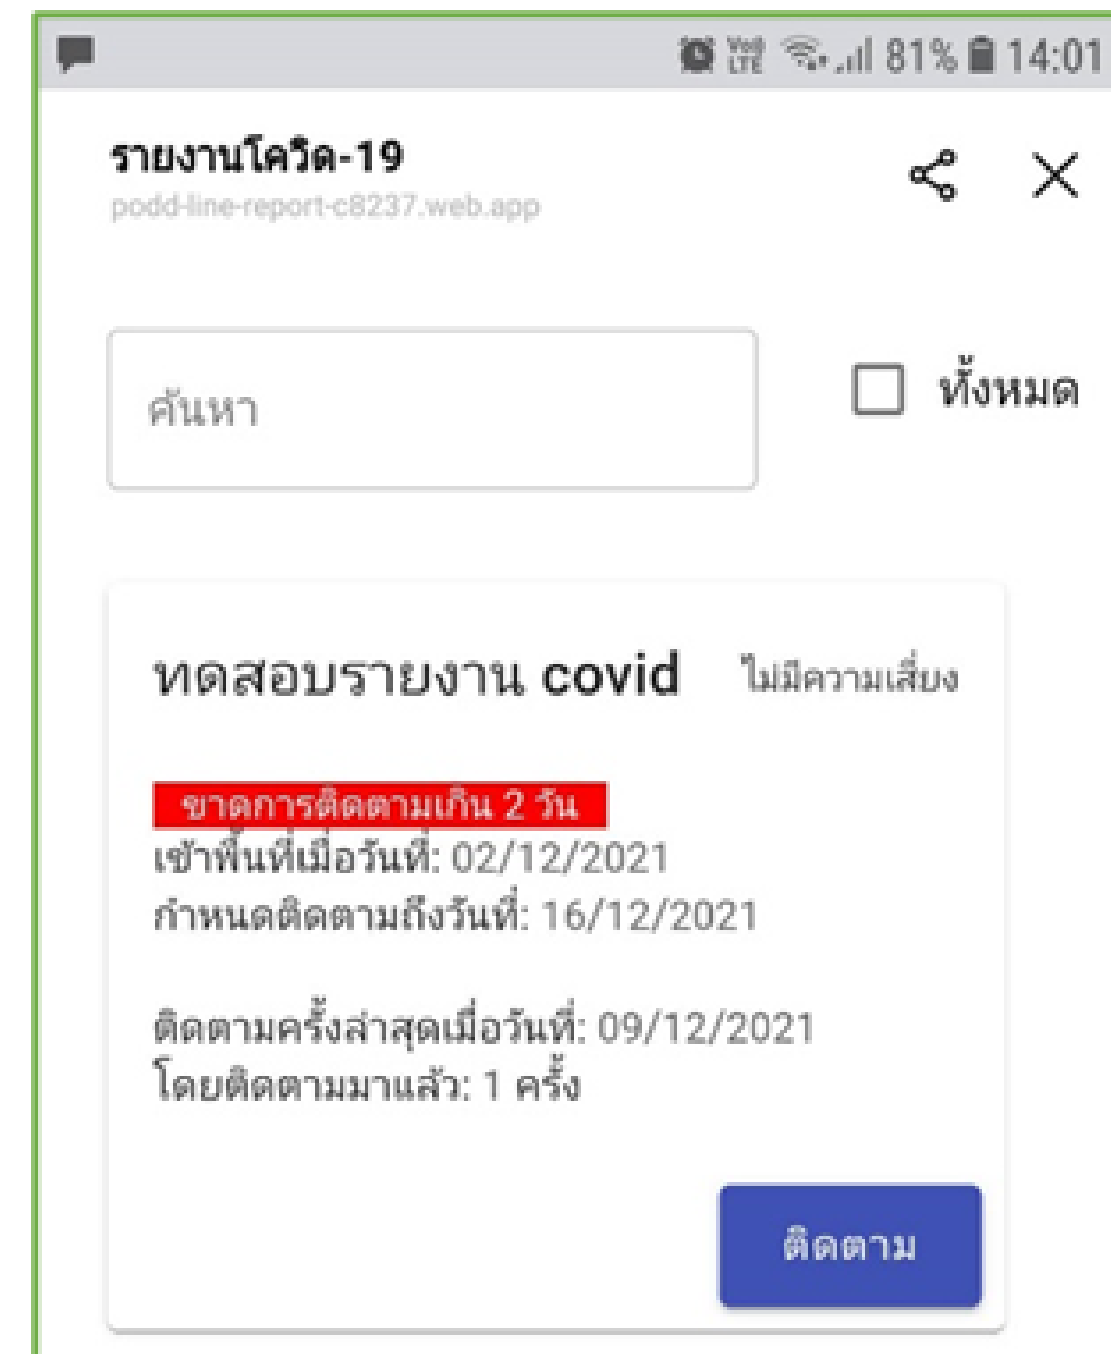 Vo)) LTE 81% 14:01
รายงานโควิด-19
podd-line-report-c8237.web.app
ค้นหา
ทั้งหมด
ทดสอบรายงาน covid ไม่มีความเสี่ยง
ขาดการติดตามเกิน 2 วัน
เข้าพื้นที่เมื่อวันที่: 02/12/2021
กำหนดติดตามถึงวันที่: 16/12/2021
ติดตามครั้งล่าสุดเมื่อวันที่: 09/12/2021
โดยติดตามมาแล้ว: 1 ครั้ง
ติดตาม